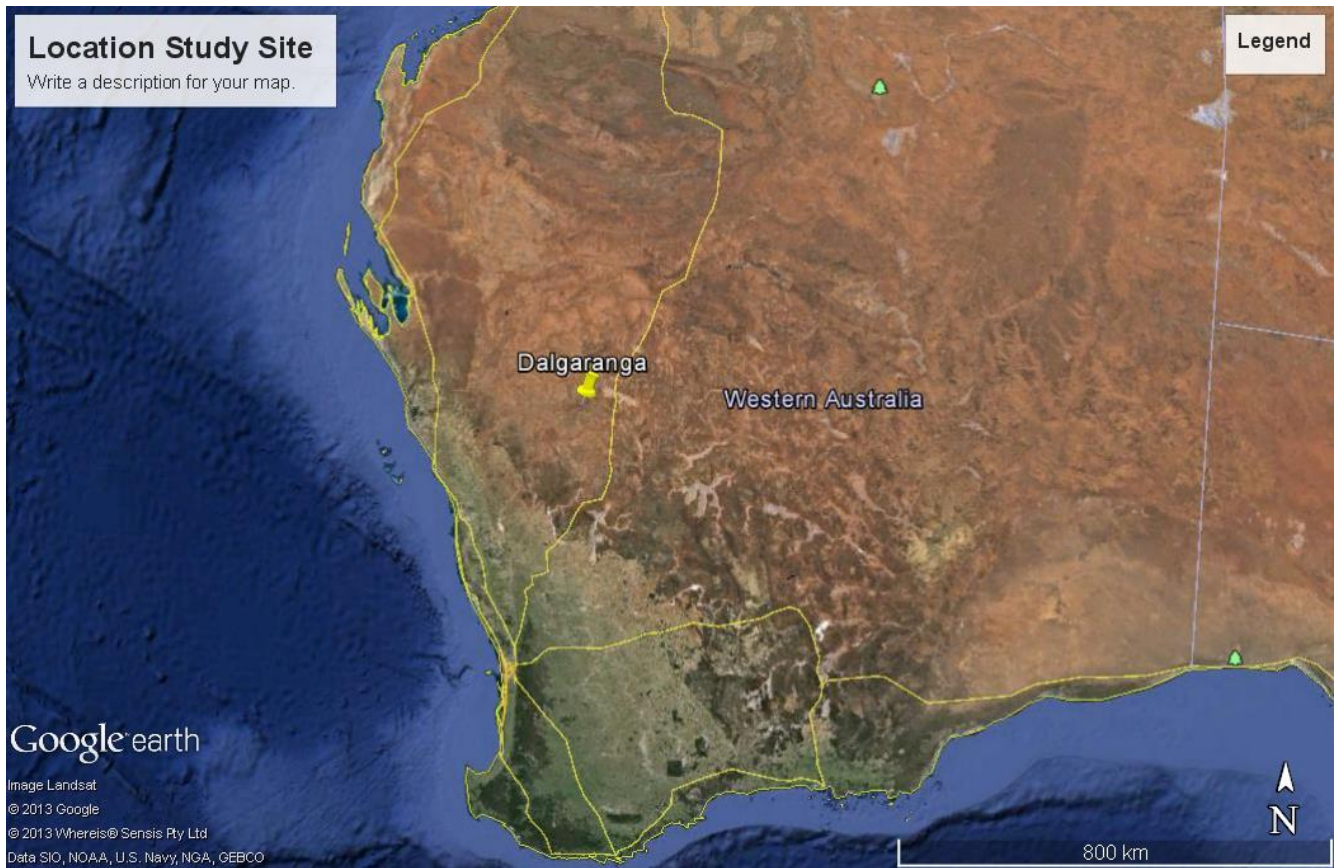 Location Study Site
Write a description for your map.
Legend
Dalgaranga
Western Australia
Google earth
Image Landsat
© 2013 Google
© 2013 Whereis® Sensis Pty Ltd
Data SIO, NOAA, U.S. Navy, NGA, GEBCO
N
800 km